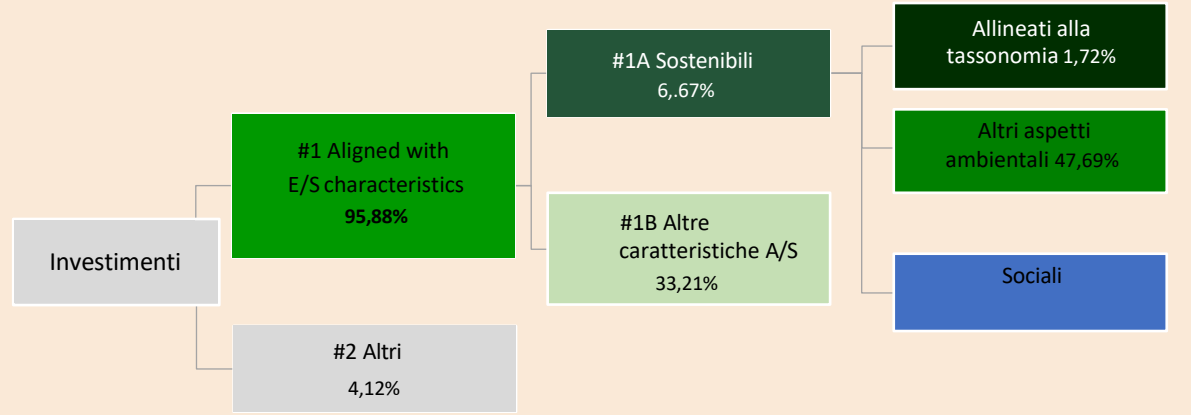 Investimenti
#1 Aligned with
E/S characteristics
95,88%
#2 Altri
4,12%
#1A Sostenibili
6,.67%
#1B Altre
caratteristiche A/S
33,21%
Allineati alla
tassonomia 1,72%
Altri aspetti
ambientali 47,69%
Sociali